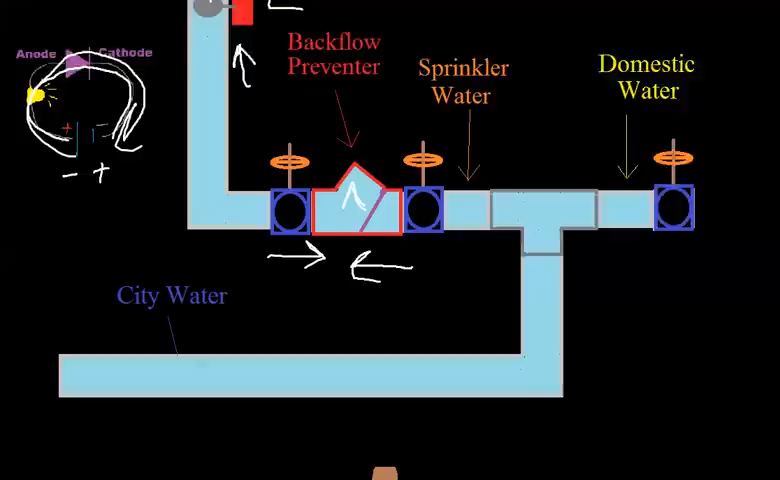 Backflow
Preventer
Anode
Cathode
Sprinkler
Water
Domestic
Water
+
- +
City Water